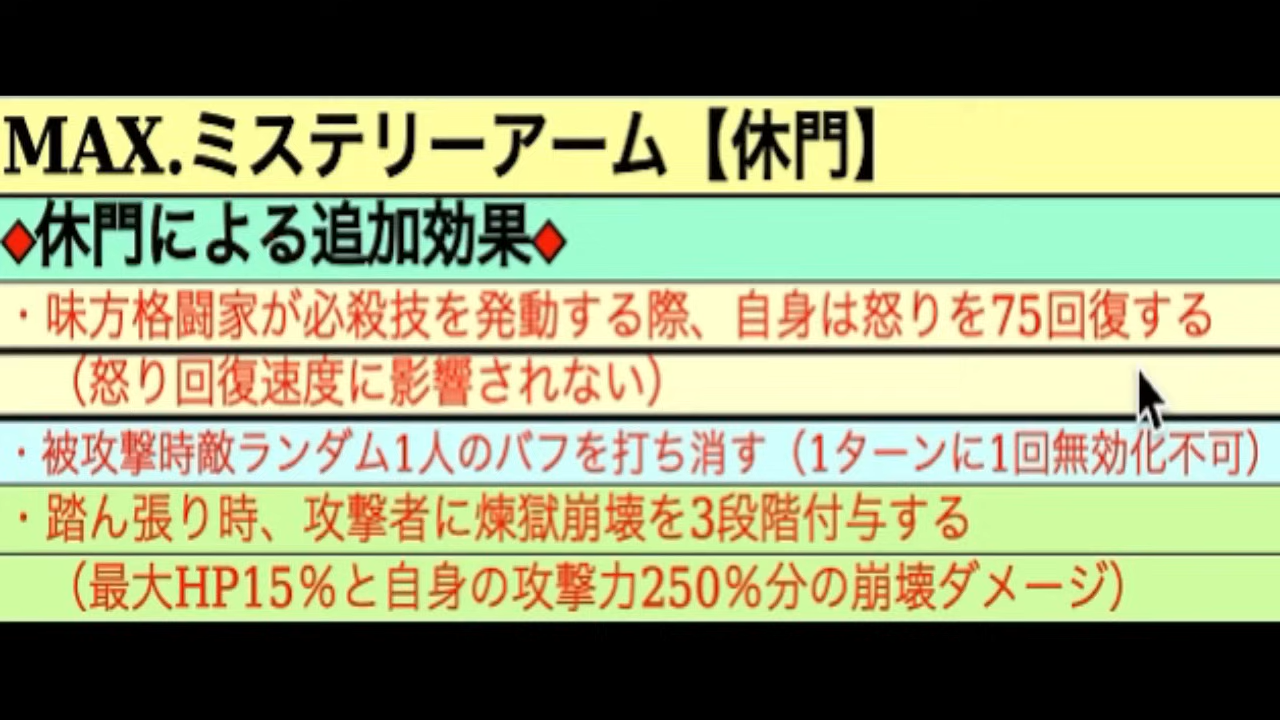 MAX.ミステリーアーム【休門】
◆休門による追加効果◆
・味方格闘家が必殺技を発動する際、自身は怒りを75回復する
（怒り回復速度に影響されない）
・被攻撃時敵ランダム1人のバフを打ち消す（1ターンに1回無効化不可）
・踏ん張り時、攻撃者に煉獄崩壊を3段階付与する
（最大HP15%と自身の攻撃力250%分の崩壊ダメージ）